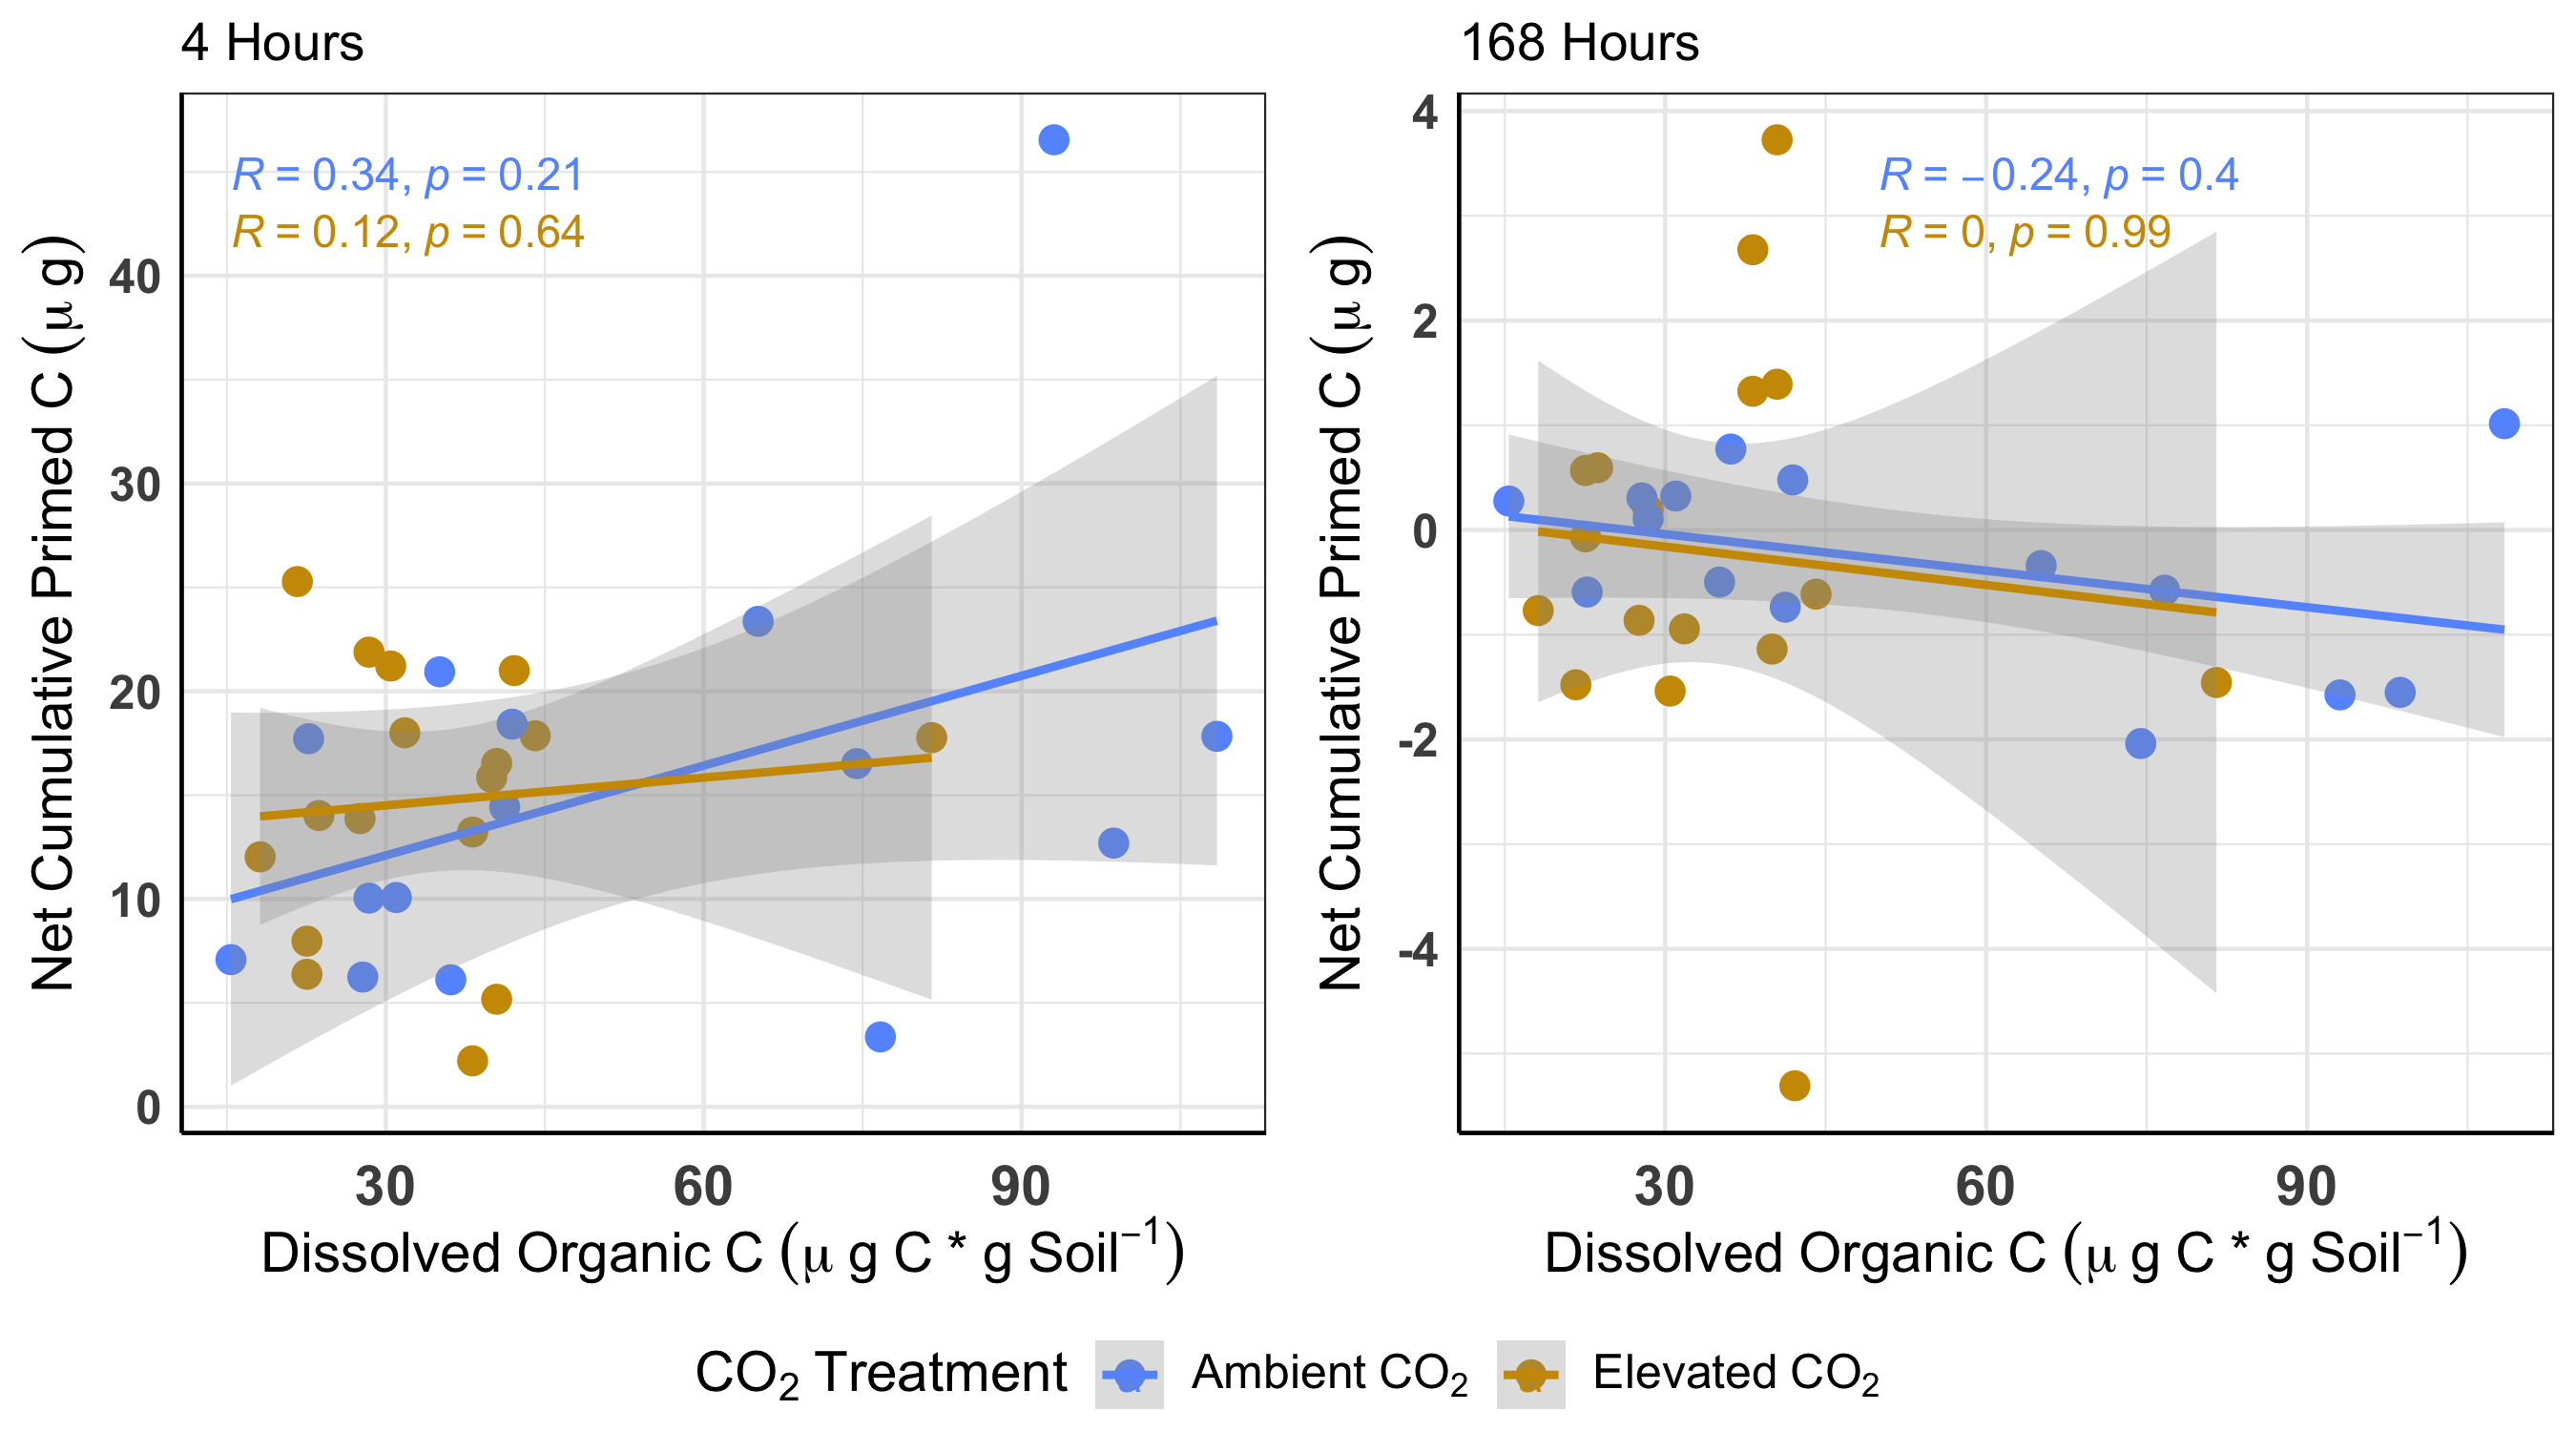 4 Hours
R = 0.34, p = 0.21
R = 0.12, p = 0.64
Net Cumulative Primed C (μ g)
40
30
20
10
0
30 60 90
Dissolved Organic C (μ g C * g Soil⁻¹)
168 Hours
R = −0.24, p = 0.4
R = 0, p = 0.99
Net Cumulative Primed C (μ g)
4
2
0
-2
-4
30 60 90
Dissolved Organic C (μ g C * g Soil⁻¹)
CO₂ Treatment Ambient CO₂ Elevated CO₂